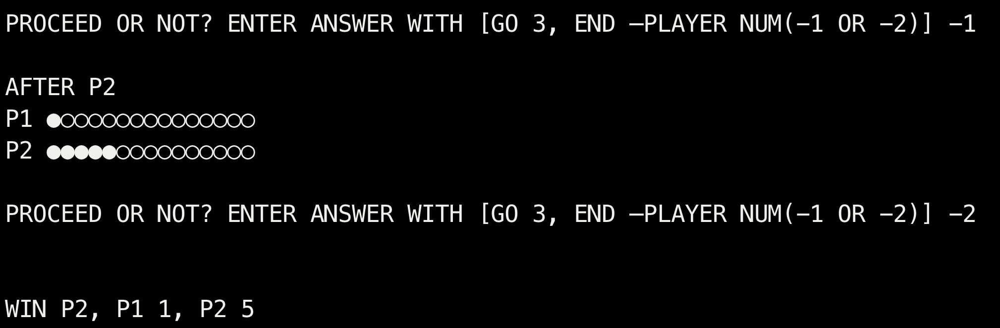 PROCEED OR NOT? ENTER ANSWER WITH [GO 3, END —PLAYER NUM(−1 OR −2)] −1
AFTER P2
P1 ●○○○○○○○○○○○○○○
P2 ●●●●●○○○○○○○○○○
PROCEED OR NOT? ENTER ANSWER WITH [GO 3, END —PLAYER NUM(−1 OR −2)] −2
WIN P2, P1 1, P2 5